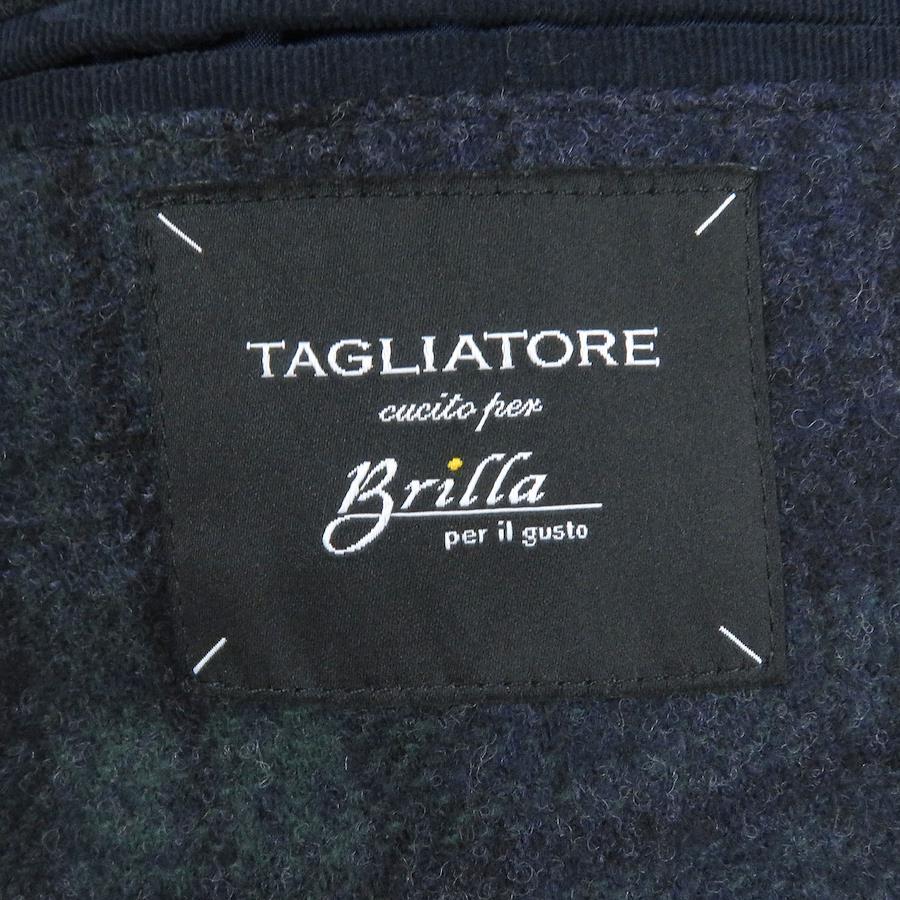 TAGLIATORE
cucito per
Brilla
per il gusto